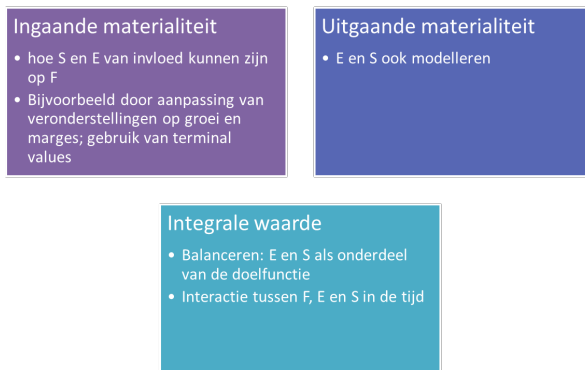 Ingaande materialiteit
• hoe S en E van invloed kunnen zijn
op F
• Bijvoorbeeld door aanpassing van
veronderstellingen op groei en
marges; gebruik van terminal
values
Uitgaande materialiteit
• E en S ook modelleren
Integrale waarde
• Balanceren: E en S als onderdeel
van de doelfunctie
• Interactie tussen F, E en S in de tijd